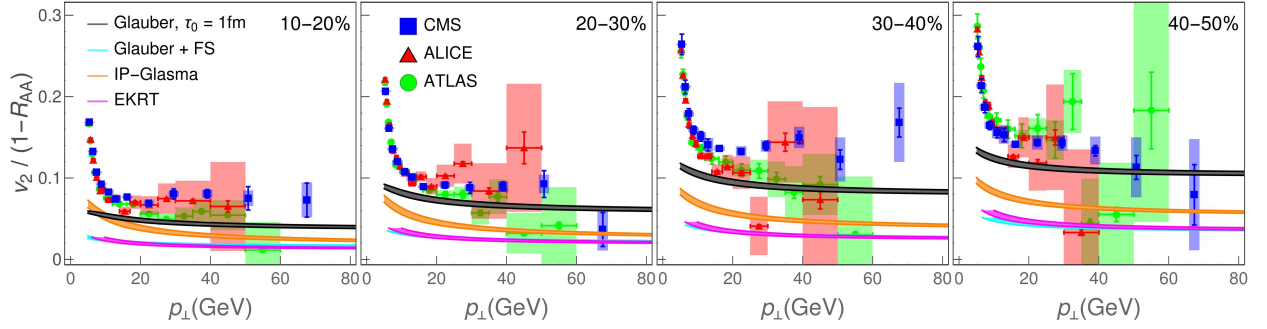 v₂ / (1−R_AA)
0.3
0.2
0.1
0
Glauber, τ₀ = 1fm
Glauber + FS
IP−Glasma
EKRT
10−20%
20−30%
CMS
ALICE
ATLAS
30−40%
40−50%
0 20 40 60 80
0 20 40 60 80
0 20 40 60 80
0 20 40 60 80
p⊥(GeV)
p⊥(GeV)
p⊥(GeV)
p⊥(GeV)